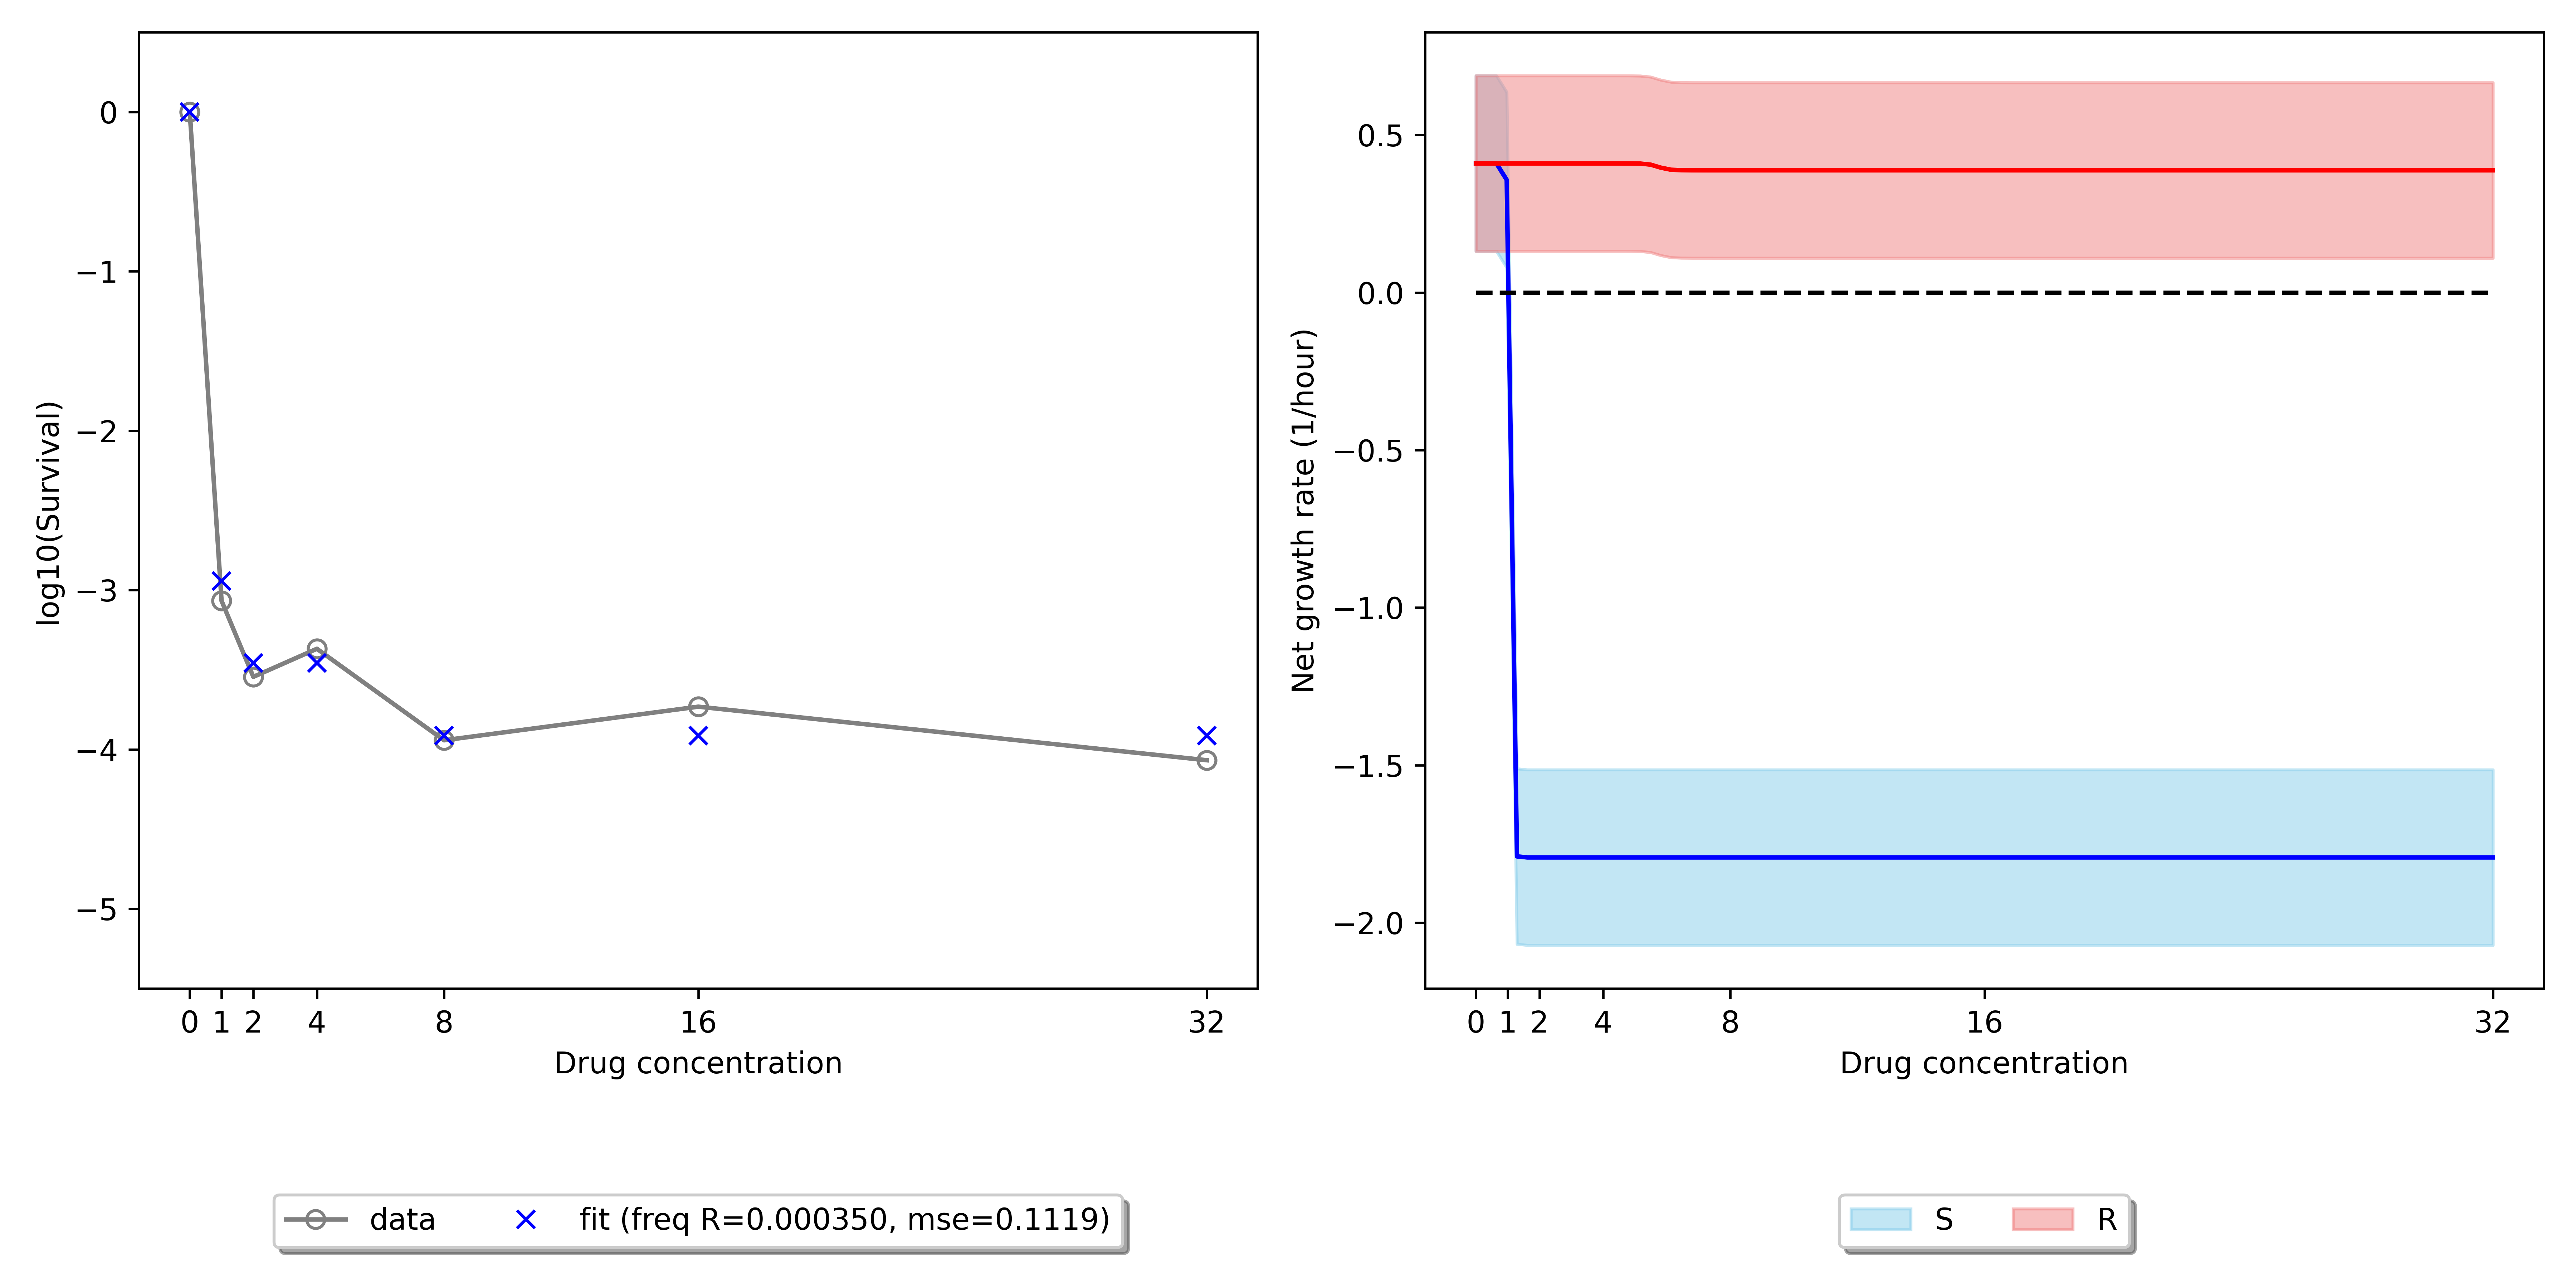 0
−1
−2
−3
−4
−5
log10(Survival)
0 1 2 4 8 16 32
Drug concentration
data fit (freq R=0.000350, mse=0.1119)
0.5
0.0
−0.5
−1.0
−1.5
−2.0
Net growth rate (1/hour)
0 1 2 4 8 16 32
Drug concentration
S R